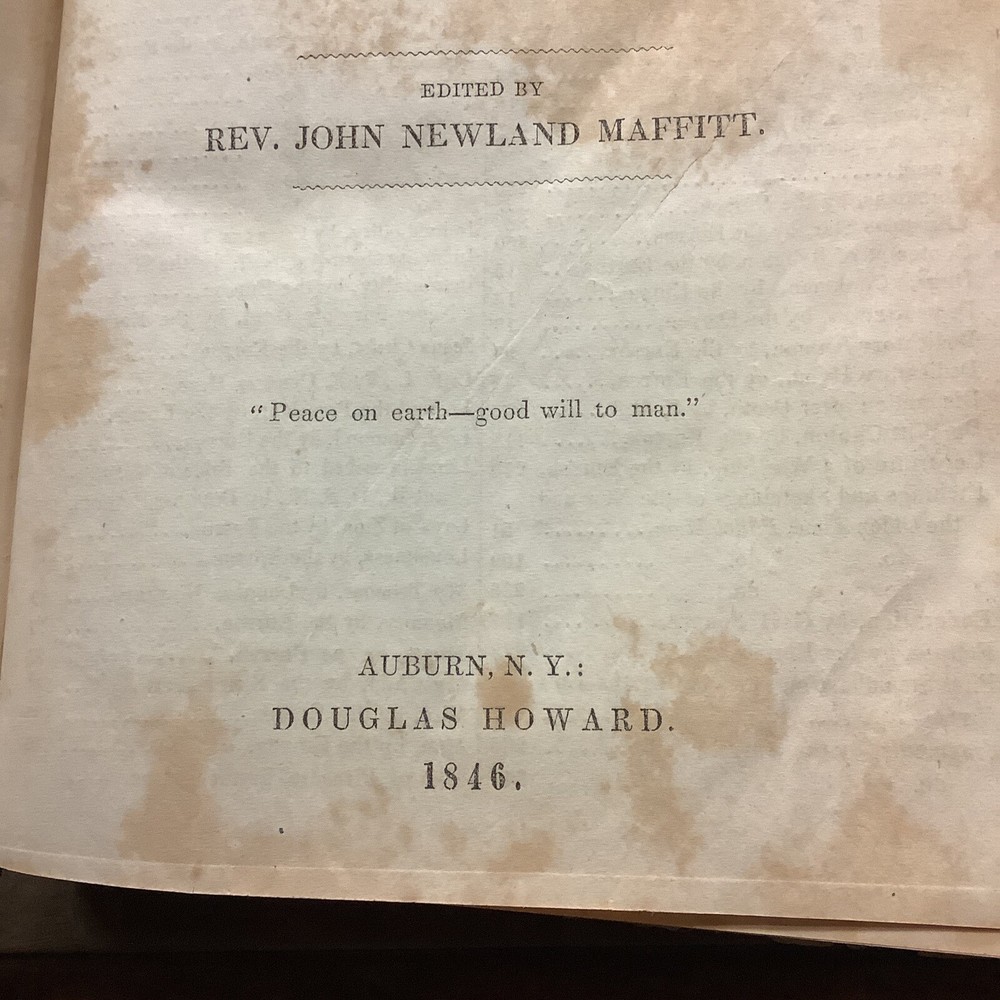 EDITED BY
REV. JOHN NEWLAND MAFFITT.
“Peace on earth—good will to man.”
AUBURN, N. Y.:
DOUGLAS HOWARD.
1846.